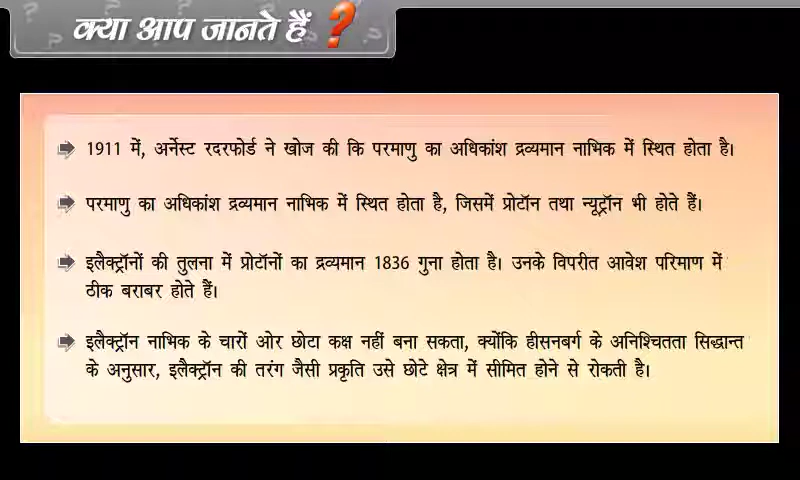 क्या आप जानते हैं ?
1911 में, अर्नेस्ट रदरफोर्ड ने खोज की कि परमाणु का अधिकांश द्रव्यमान नाभिक में स्थित होता है।
परमाणु का अधिकांश द्रव्यमान नाभिक में स्थित होता है, जिसमें प्रोटॉन तथा न्यूट्रॉन भी होते हैं।
इलैक्ट्रॉनों की तुलना में प्रोटॉनों का द्रव्यमान 1836 गुना होता है। उनके विपरीत आवेश परिमाण में
ठीक बराबर होते हैं।
इलैक्ट्रॉन नाभिक के चारों ओर छोटा कक्ष नहीं बना सकता, क्योंकि हीसनबर्ग के अनिश्चितता सिद्धान्त
के अनुसार, इलैक्ट्रॉन की तरंग जैसी प्रकृति उसे छोटे क्षेत्र में सीमित होने से रोकती है।